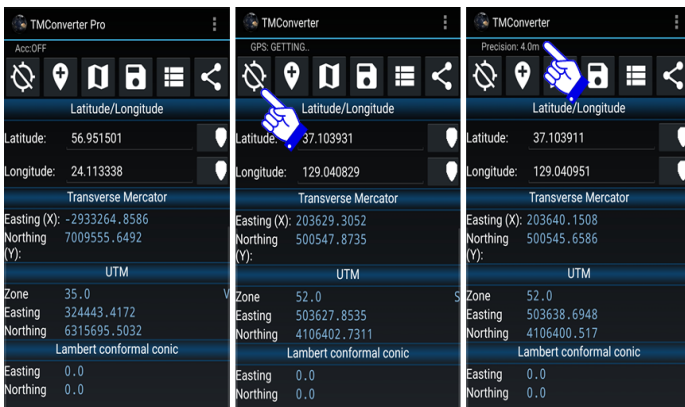 TMConverter Pro
Acc:OFF
Latitude/Longitude
Latitude: 56.951501
Longitude: 24.113338
Transverse Mercator
Easting (X): -2933264.8586
Northing (Y): 7009555.6492
UTM
Zone 35.0 V
Easting 324443.4172
Northing 6315695.5032
Lambert conformal conic
Easting 0.0
Northing 0.0
TMConverter
GPS: GETTING..
Latitude/Longitude
Latitude: 37.103931
Longitude: 129.040829
Transverse Mercator
Easting (X): 203629.3052
Northing (Y): 500547.8735
UTM
Zone 52.0 S
Easting 503627.8535
Northing 4106402.7311
Lambert conformal conic
Easting 0.0
Northing 0.0
TMConverter
Precision: 4.0m
Latitude/Longitude
Latitude: 37.103911
Longitude: 129.040951
Transverse Mercator
Easting (X): 203640.1508
Northing (Y): 500545.6586
UTM
Zone 52.0
Easting 503638.6948
Northing 4106400.517
Lambert conformal conic
Easting 0.0
Northing 0.0